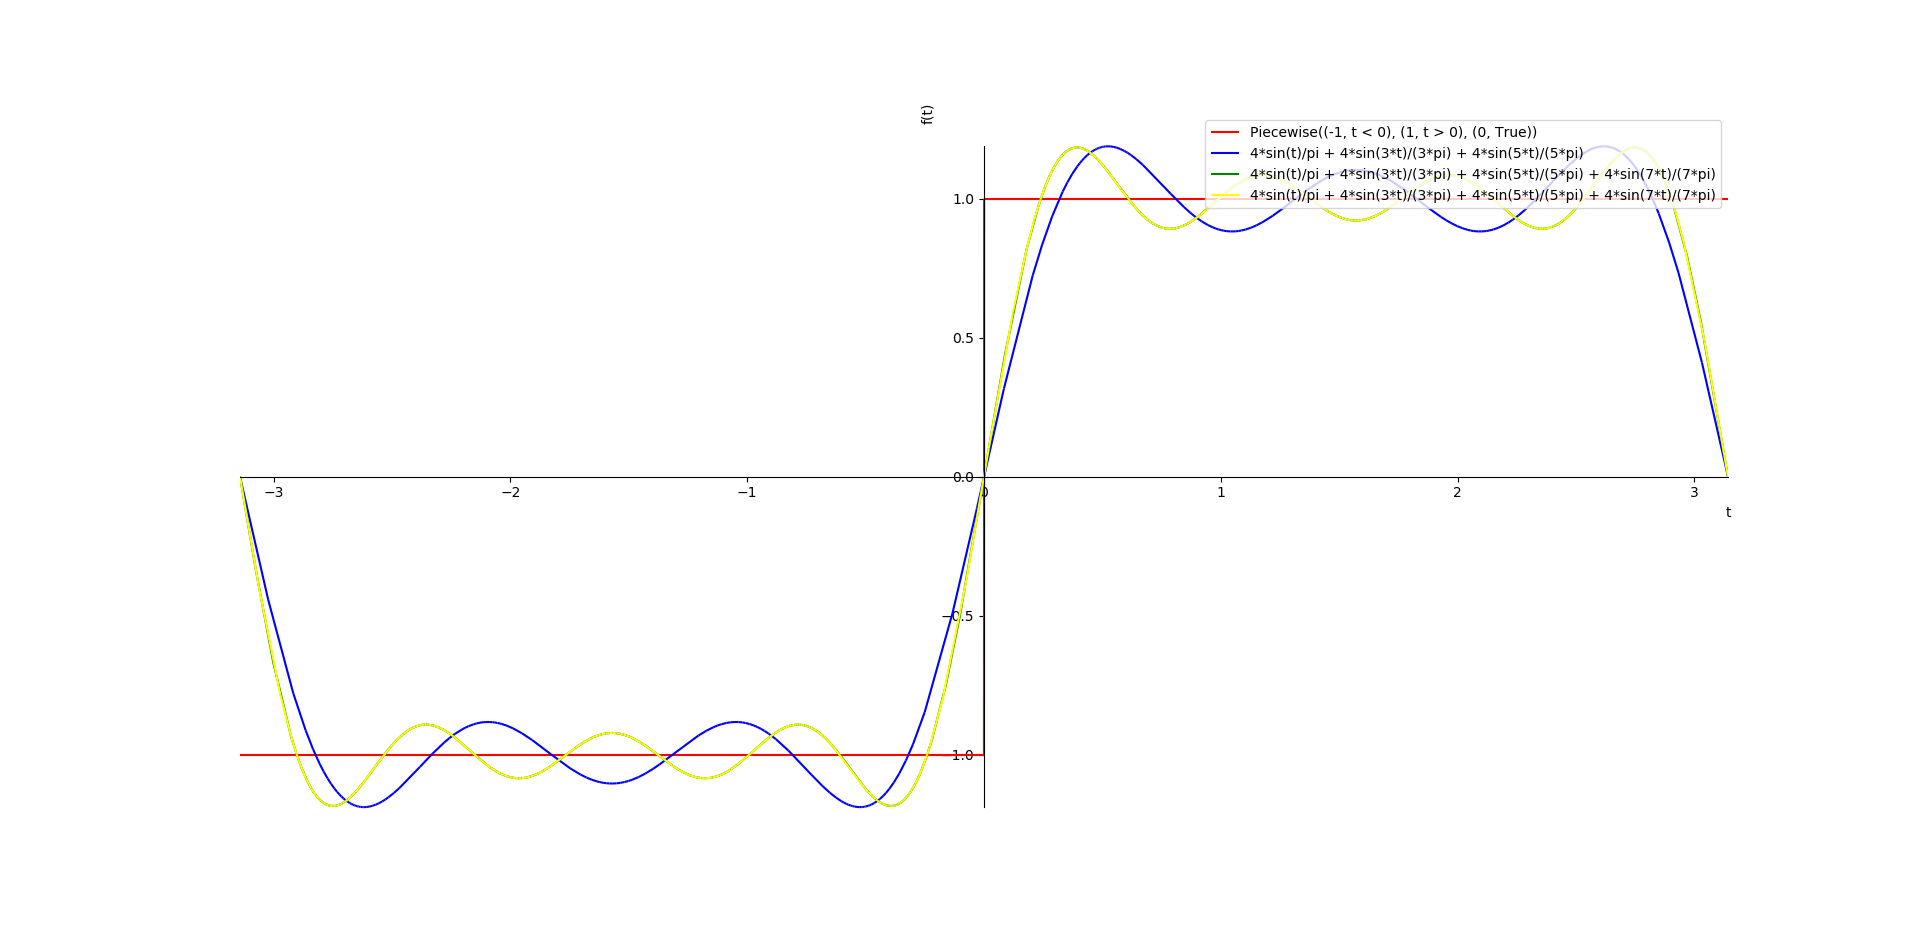 f(t)
Piecewise((-1, t < 0), (1, t > 0), (0, True))
4*sin(t)/pi + 4*sin(3*t)/(3*pi) + 4*sin(5*t)/(5*pi)
4*sin(t)/pi + 4*sin(3*t)/(3*pi) + 4*sin(5*t)/(5*pi) + 4*sin(7*t)/(7*pi)
4*sin(t)/pi + 4*sin(3*t)/(3*pi) + 4*sin(5*t)/(5*pi) + 4*sin(7*t)/(7*pi)
1.0
0.5
0.0
−3 −2 −1 0 1 2 3
t
−0.5
−1.0